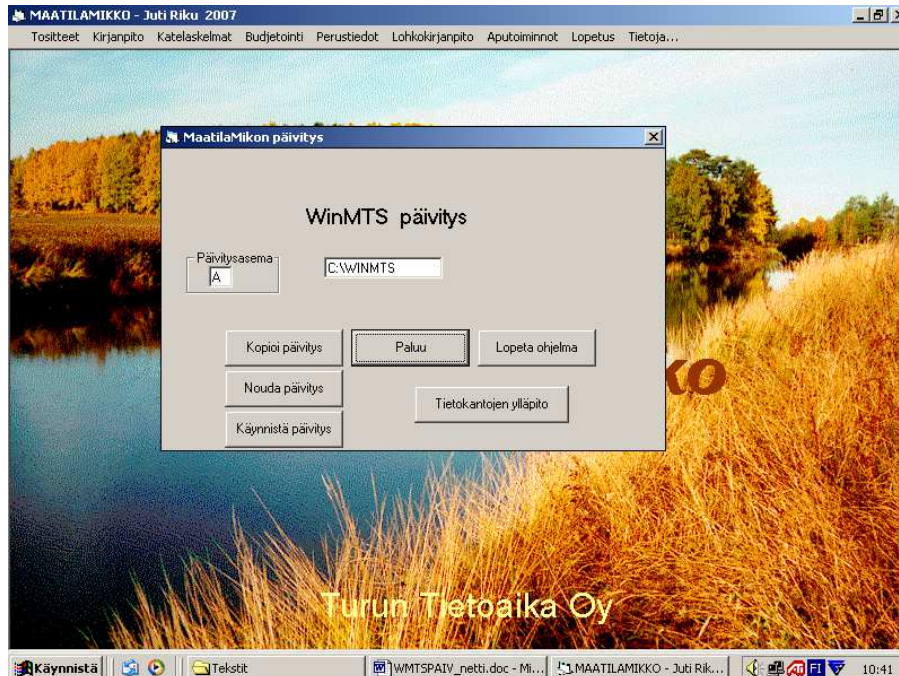 MAATILAMIKKO - Juti Riku 2007
Tositteet Kirjanpito Katelaskelmat Budjetointi Perustiedot Lohkokirjanpito Aputoiminnot Lopetus Tietoja...
MaatilaMikon päivitys
WinMTS päivitys
Päivitysasema
A
C:\WINMTS
Kopioi päivitys
Paluu
Lopeta ohjelma
Nouda päivitys
Tietokantojen ylläpito
Käynnistä päivitys
ko
Turun Tietoaika Oy
Käynnistä
Tekstit
WMTSPAIV_netti.doc - Mi...
MAATILAMIKKO - Juti Rik...
FI
10:41